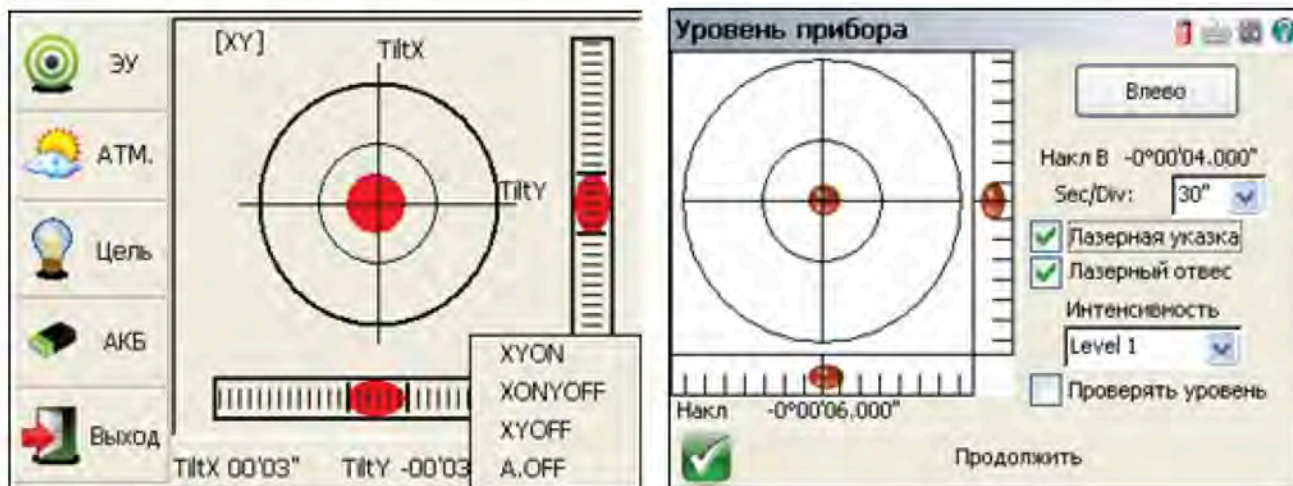 ЭУ
АТМ.
Цель
АКБ
Выход
[XY]
TiltX
TiltY
XYON
XONYOFF
XYOFF
A.OFF
TiltX 00'03" TiltY -00'03
Уровень прибора
Влево
Накл В -0°00'04.000"
Sec/Div: 30"
Лазерная указка
Лазерный отвес
Интенсивность
Level 1
Проверять уровень
Накл -0°00'06.000"
Продолжить